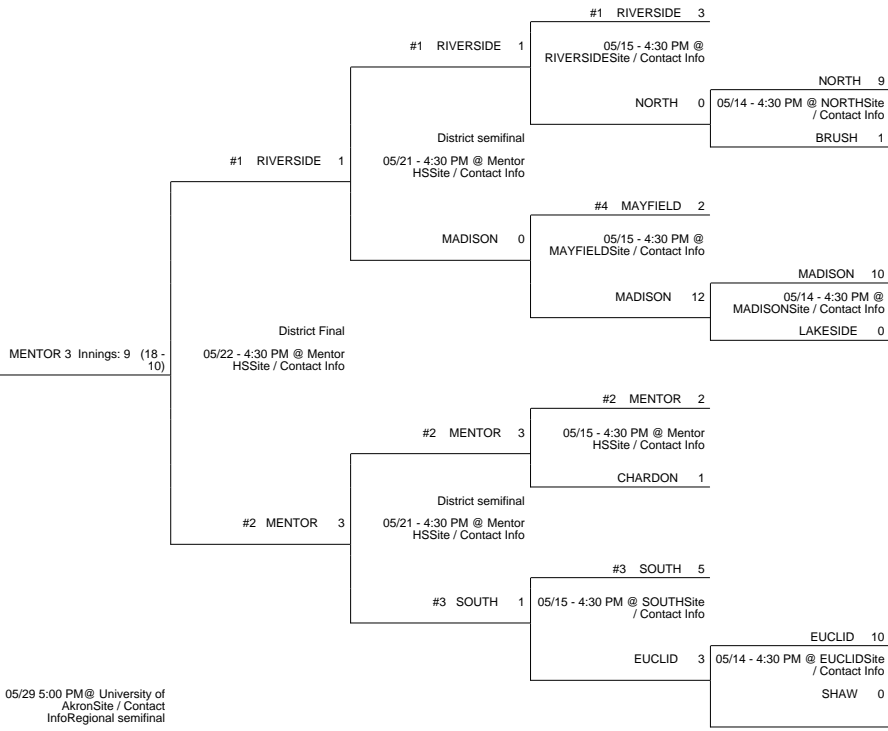 #1 RIVERSIDE 3
#1 RIVERSIDE 1
05/15 - 4:30 PM @
RIVERSIDESite / Contact Info
NORTH 9
NORTH 0
05/14 - 4:30 PM @ NORTHSite
/ Contact Info
BRUSH 1
District semifinal
#1 RIVERSIDE 1
05/21 - 4:30 PM @ Mentor
HSSite / Contact Info
#4 MAYFIELD 2
MADISON 0
05/15 - 4:30 PM @
MAYFIELDSite / Contact Info
MADISON 10
MADISON 12
05/14 - 4:30 PM @
MADISONSite / Contact Info
LAKESIDE 0
District Final
MENTOR 3 Innings: 9 (18 -
10)
05/22 - 4:30 PM @ Mentor
HSSite / Contact Info
#2 MENTOR 2
#2 MENTOR 3
05/15 - 4:30 PM @ Mentor
HSSite / Contact Info
CHARDON 1
District semifinal
#2 MENTOR 3
05/21 - 4:30 PM @ Mentor
HSSite / Contact Info
#3 SOUTH 5
#3 SOUTH 1
05/15 - 4:30 PM @ SOUTHSite
/ Contact Info
EUCLID 10
EUCLID 3
05/14 - 4:30 PM @ EUCLIDSite
/ Contact Info
SHAW 0
05/29 5:00 PM@ University of
AkronSite / Contact
InfoRegional semifinal